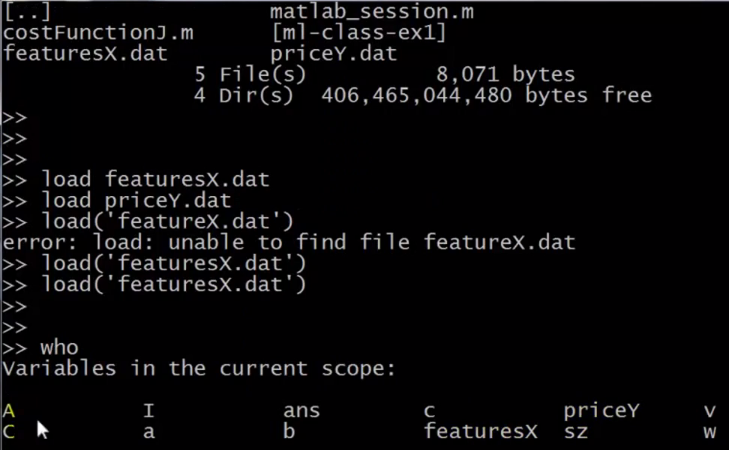 [..]                  matlab_session.m
costFunctionJ.m       [ml-class-ex1]
featuresX.dat         priceY.dat
5 File(s)          8,071 bytes
4 Dir(s)  406,465,044,480 bytes free
>>
>>
>>
>> load featuresX.dat
>> load priceY.dat
>> load('featureX.dat')
error: load: unable to find file featureX.dat
>> load('featuresX.dat')
>> load('featuresX.dat')
>>
>>
>> who
Variables in the current scope:
A          I          ans        c          priceY     v
C          a          b          featuresX  sz         w